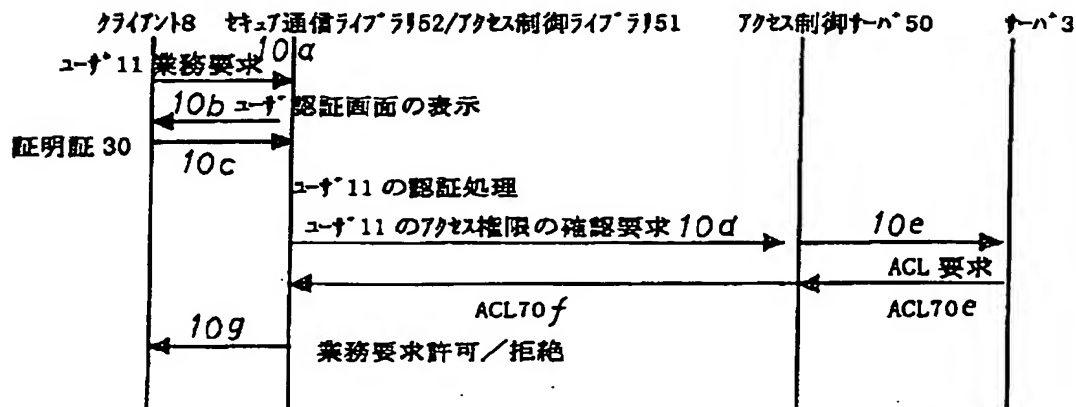 クライアント8 セキュア通信ライブラリ52/アクセス制御ライブラリ51 アクセス制御サーバ50 サーバ3
ユーザ11 業務要求 10a
10b ユーザ認証画面の表示
証明証 30
10c
ユーザ11 の認証処理
ユーザ11 のアクセス権限の確認要求 10d 10e
ACL 要求
ACL70f ACL70e
10g
業務要求許可/拒絶